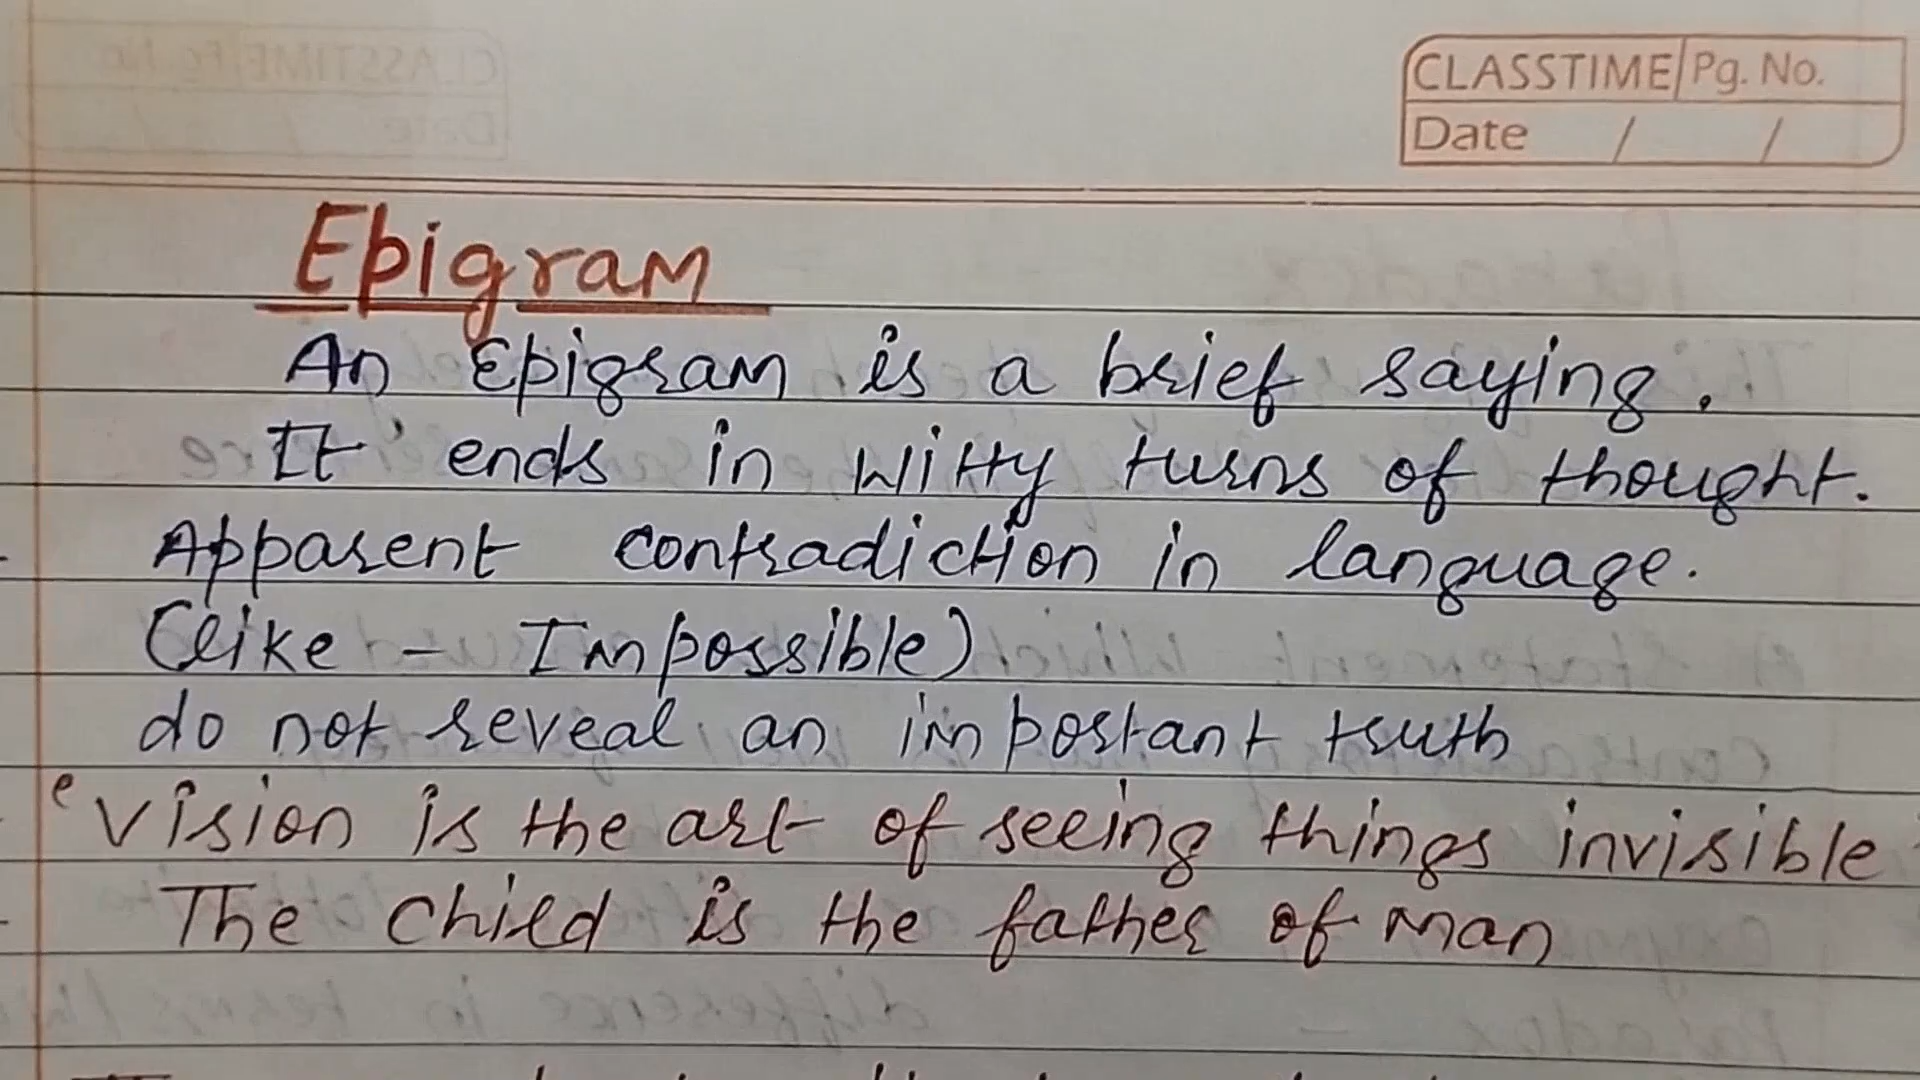 CLASSTIME Pg. No.
Date / /
Epigram
An Epigram is a brief saying.
It ends in witty turns of thought.
Apparent contradiction in language.
(like - Impossible)
do not reveal an important truth
e Vision is the art of seeing things invisible
The Child is the father of man